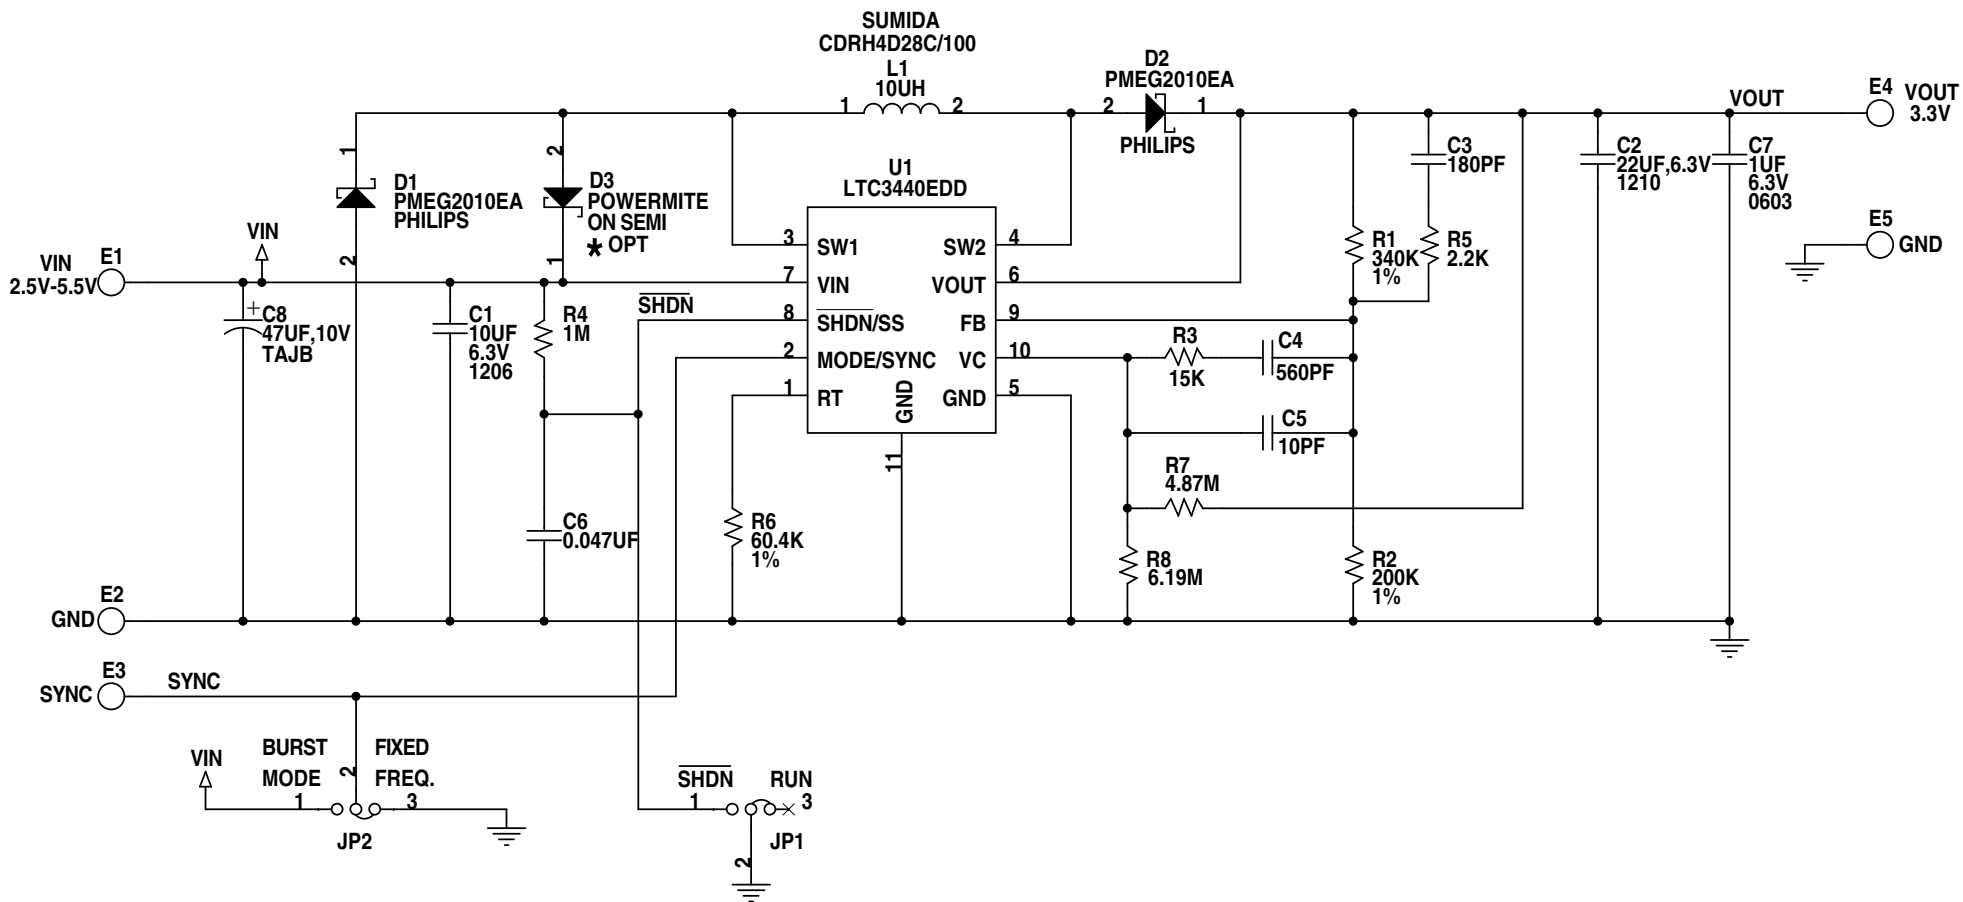 SUMIDA
CDRH4D28C/100
L1
10UH
1
2
D2
PMEG2010EA
2
1
PHILIPS
VOUT
E4
VOUT
3.3V
1
D1
PMEG2010EA
PHILIPS
2
2
D3
POWERMITE
ON SEMI
* OPT
1
U1
LTC3440EDD
C3
180PF
C2
22UF,6.3V
1210
C7
1UF
6.3V
0603
R1
340K
1%
R5
2.2K
E5
GND
VIN
2.5V-5.5V
E1
VIN
+
C8
47UF,10V
TAJB
C1
10UF
6.3V
1206
R4
1M
SHDN
3
SW1
7
VIN
8
SHDN/SS
2
MODE/SYNC
1
RT
GND
11
SW2
4
VOUT
6
FB
9
VC
10
GND
5
R3
15K
C4
560PF
C5
10PF
R7
4.87M
C6
0.047UF
R6
60.4K
1%
R8
6.19M
R2
200K
1%
E2
GND
E3
SYNC
SYNC
VIN
BURST
MODE
1
2
FIXED
FREQ.
3
JP2
SHDN
1
RUN
3
JP1
2